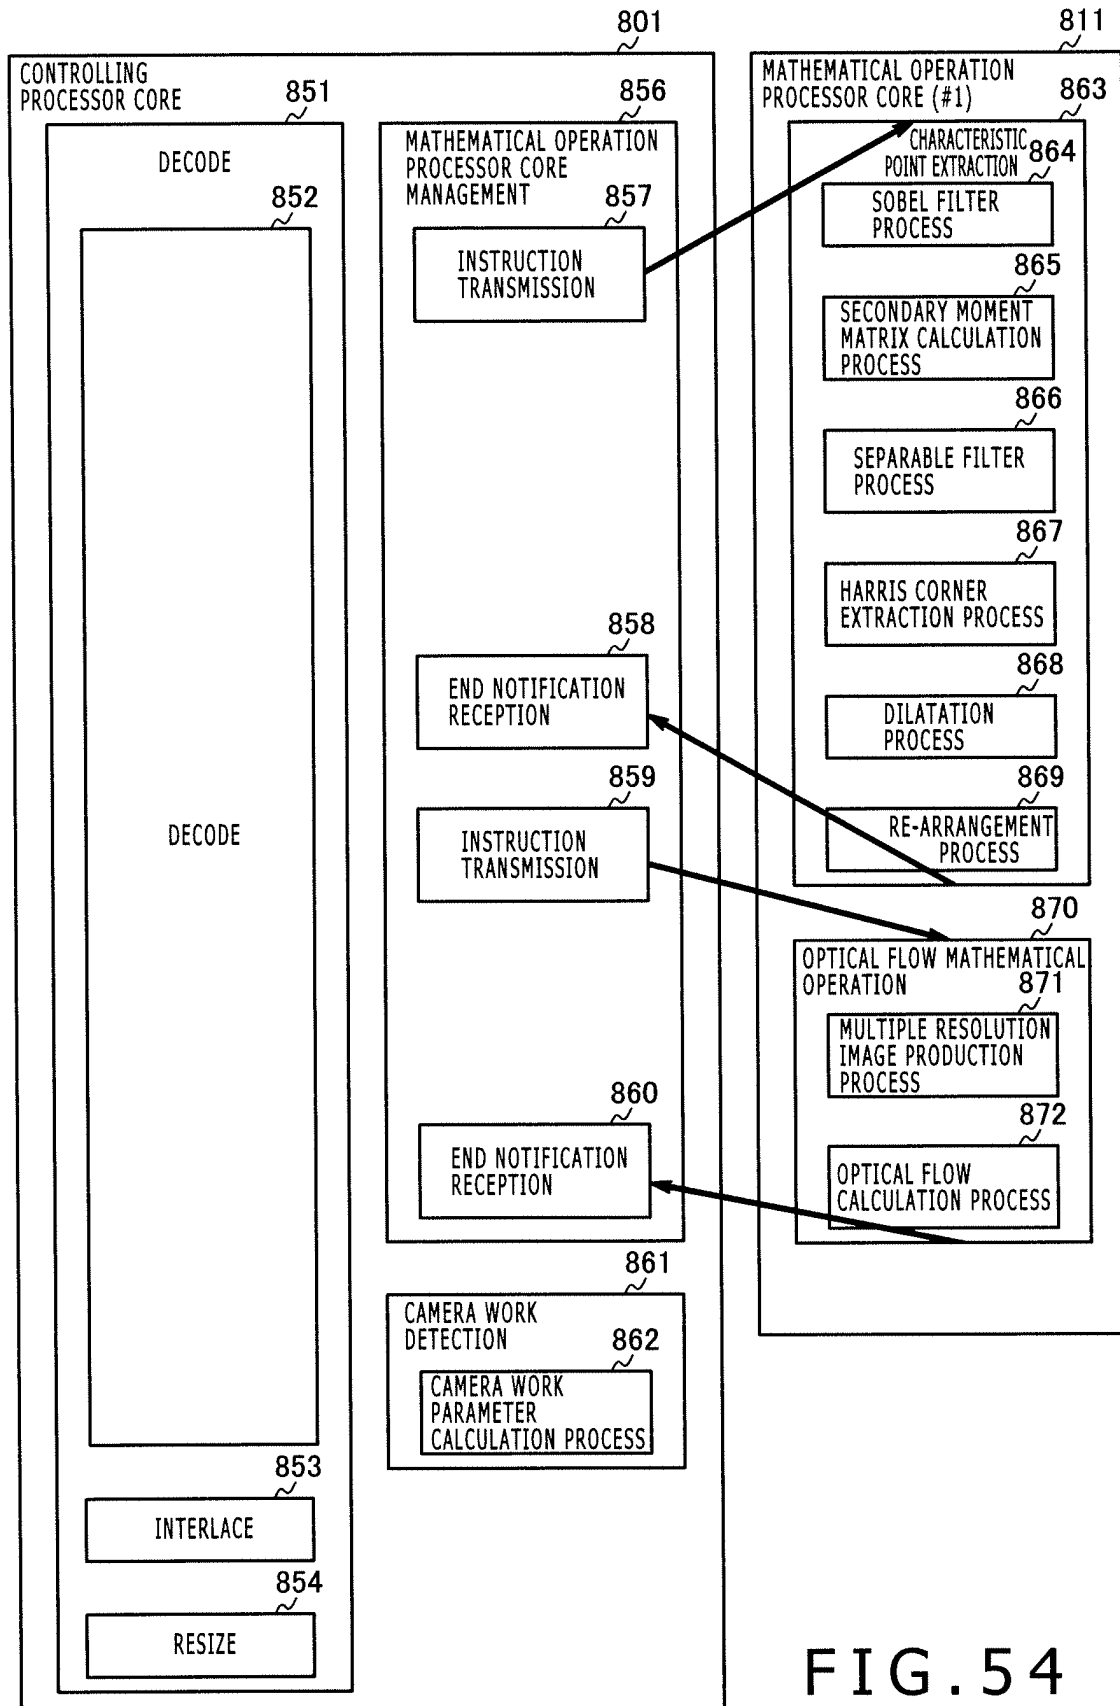 801
CONTROLLING
PROCESSOR CORE
851
DECODE
852
DECODE
853
INTERLACE
854
RESIZE
856
MATHEMATICAL OPERATION
PROCESSOR CORE
MANAGEMENT
857
INSTRUCTION
TRANSMISSION
858
END NOTIFICATION
RECEPTION
859
INSTRUCTION
TRANSMISSION
860
END NOTIFICATION
RECEPTION
861
CAMERA WORK
DETECTION
862
CAMERA WORK
PARAMETER
CALCULATION PROCESS
811
MATHEMATICAL OPERATION
PROCESSOR CORE (#1)
863
CHARACTERISTIC
POINT EXTRACTION
864
SOBEL FILTER
PROCESS
865
SECONDARY MOMENT
MATRIX CALCULATION
PROCESS
866
SEPARABLE FILTER
PROCESS
867
HARRIS CORNER
EXTRACTION PROCESS
868
DILATATION
PROCESS
869
RE-ARRANGEMENT
PROCESS
870
OPTICAL FLOW MATHEMATICAL
OPERATION
871
MULTIPLE RESOLUTION
IMAGE PRODUCTION
PROCESS
872
OPTICAL FLOW
CALCULATION PROCESS
FIG.54